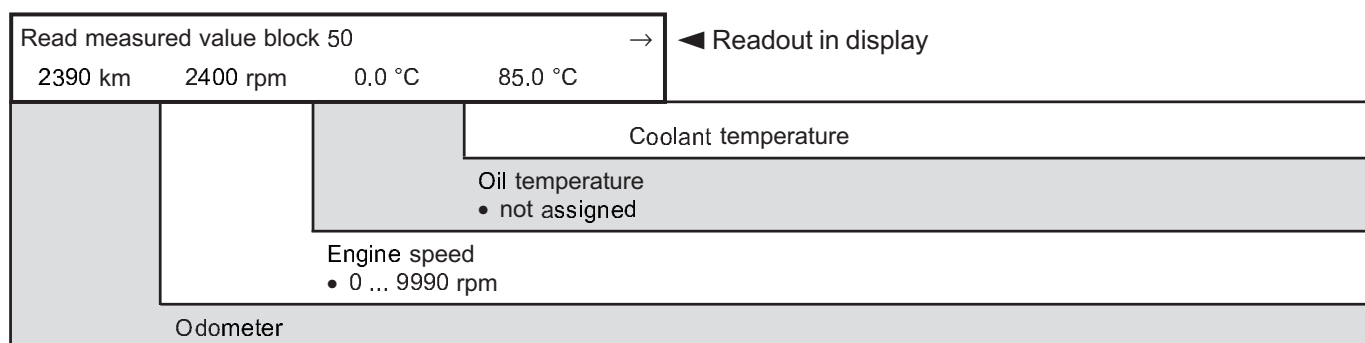 Read measured value block 50 →
◄ Readout in display
2390 km 2400 rpm 0.0 °C 85.0 °C
Coolant temperature
Oil temperature
• not assigned
Engine speed
• 0 ... 9990 rpm
Odometer